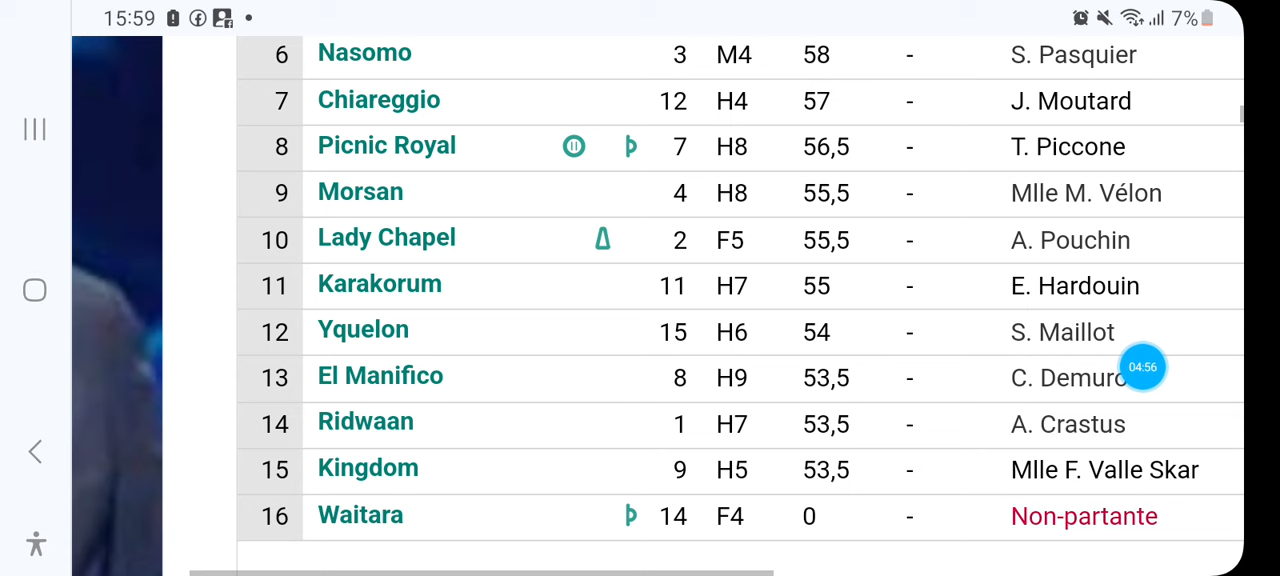 15:59 7%
6 Nasomo 3 M4 58 - S. Pasquier
7 Chiareggio 12 H4 57 - J. Moutard
8 Picnic Royal 7 H8 56,5 - T. Piccone
9 Morsan 4 H8 55,5 - Mlle M. Vélon
10 Lady Chapel 2 F5 55,5 - A. Pouchin
11 Karakorum 11 H7 55 - E. Hardouin
12 Yquelon 15 H6 54 - S. Maillot
13 El Manifico 8 H9 53,5 - C. Demuro
04:56
14 Ridwaan 1 H7 53,5 - A. Crastus
15 Kingdom 9 H5 53,5 - Mlle F. Valle Skar
16 Waitara 14 F4 0 - Non-partante